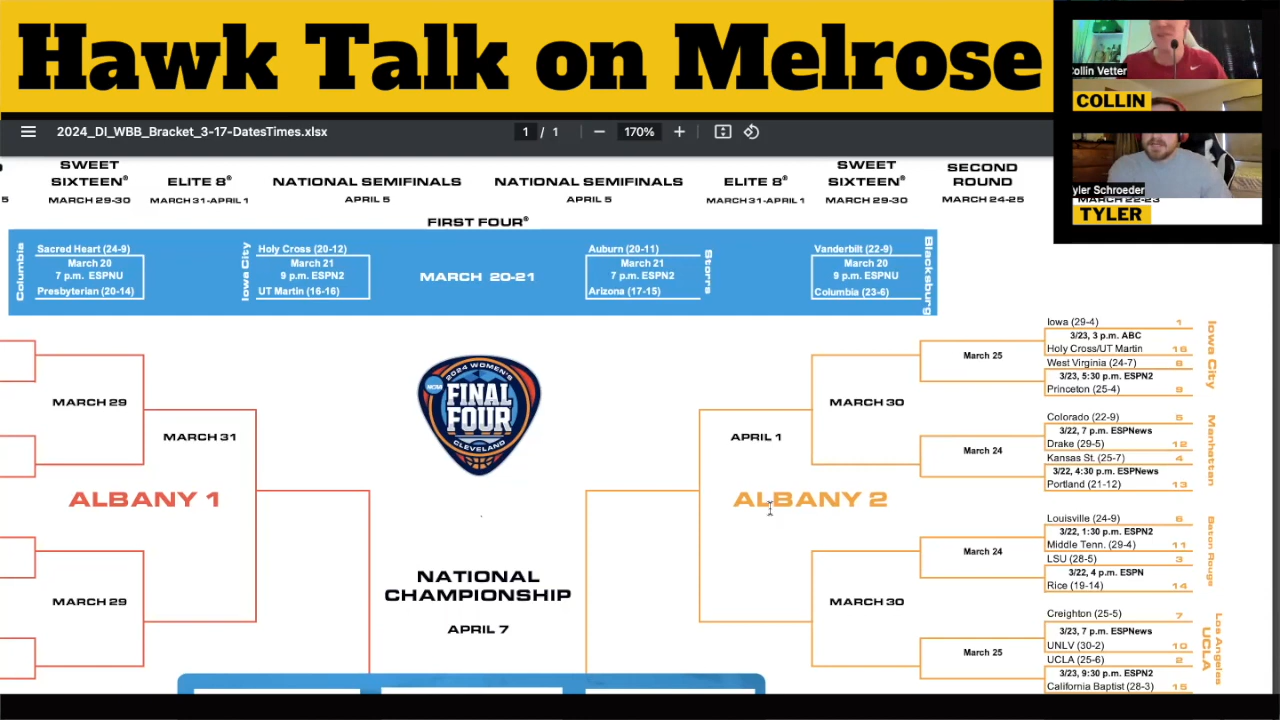 Hawk Talk on Melrose
Collin Vetter
COLLIN
yler Schroeder
TYLER
2024_DI_WBB_Bracket_3-17-DatesTimes.xlsx
1 / 1
170%
SWEET
SIXTEEN®
MARCH 29-30
ELITE 8®
MARCH 31-APRIL 1
NATIONAL SEMIFINALS
APRIL 5
NATIONAL SEMIFINALS
APRIL 5
ELITE 8®
MARCH 31-APRIL 1
SWEET
SIXTEEN®
MARCH 29-30
SECOND
ROUND
MARCH 24-25
MARCH 22-23
5
FIRST FOUR®
Columbia
Sacred Heart (24-9)
March 20
7 p.m. ESPNU
Presbyterian (20-14)
Iowa City
Holy Cross (20-12)
March 21
9 p.m. ESPN2
UT Martin (16-16)
MARCH 20-21
Auburn (20-11)
March 21
7 p.m. ESPN2
Arizona (17-15)
Storrs
Vanderbilt (22-9)
March 20
9 p.m. ESPNU
Columbia (23-6)
Blacksburg
MARCH 29
MARCH 31
ALBANY 1
MARCH 29
2024 WOMEN'S
NCAA
FINAL
FOUR
CLEVELAND
NATIONAL
CHAMPIONSHIP
APRIL 7
APRIL 1
ALBANY 2
MARCH 30
MARCH 30
March 25
March 24
March 24
March 25
Iowa (29-4) 1
3/23, 3 p.m. ABC
Holy Cross/UT Martin 16
West Virginia (24-7) 8
3/23, 5:30 p.m. ESPN2
Princeton (25-4) 9
Iowa City
Colorado (22-9) 5
3/22, 7 p.m. ESPNews
Drake (29-5) 12
Kansas St. (25-7) 4
3/22, 4:30 p.m. ESPNews
Portland (21-12) 13
Manhattan
Louisville (24-9) 6
3/22, 1:30 p.m. ESPN2
Middle Tenn. (29-4) 11
LSU (28-5) 3
3/22, 4 p.m. ESPN
Rice (19-14) 14
Baton Rouge
Creighton (25-5) 7
3/23, 7 p.m. ESPNews
UNLV (30-2) 10
UCLA (25-6) 2
3/23, 9:30 p.m. ESPN2
California Baptist (28-3) 15
Los Angeles
UCLA